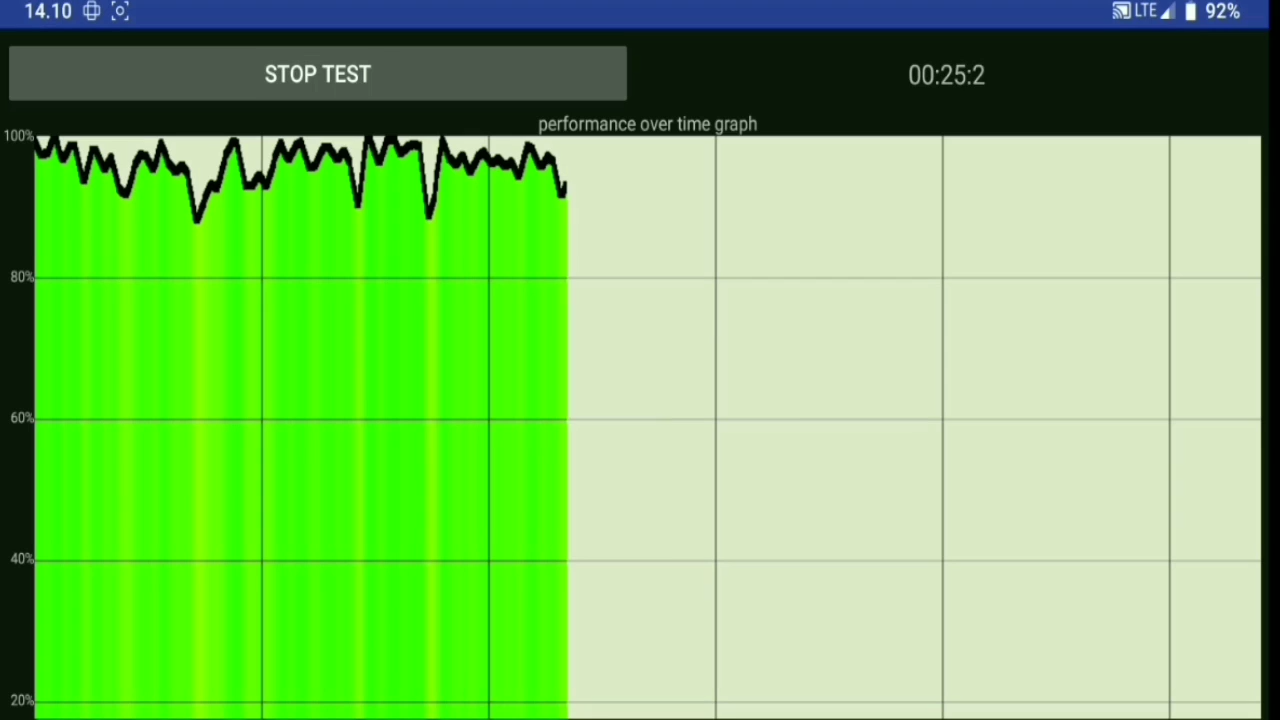 14.10 LTE 92%
STOP TEST 00:25:2
performance over time graph
100%
80%
60%
40%
20%